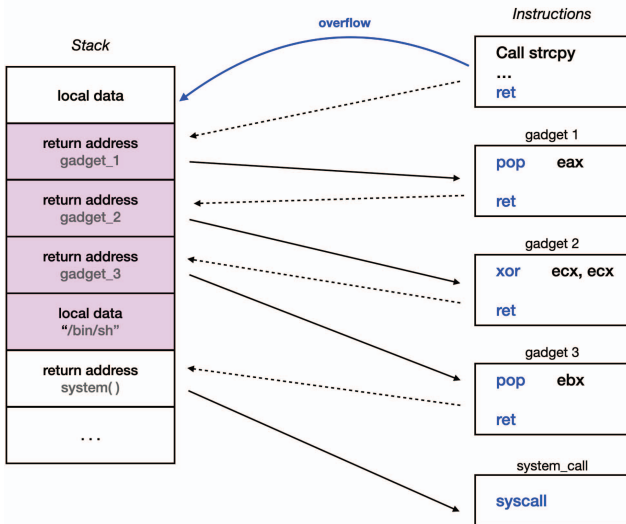 Stack
local data
return address
gadget_1
return address
gadget_2
return address
gadget_3
local data
“/bin/sh”
return address
system( )
...
overflow
Instructions
Call strcpy
...
ret
gadget 1
pop eax
ret
gadget 2
xor ecx, ecx
ret
gadget 3
pop ebx
ret
system_call
syscall